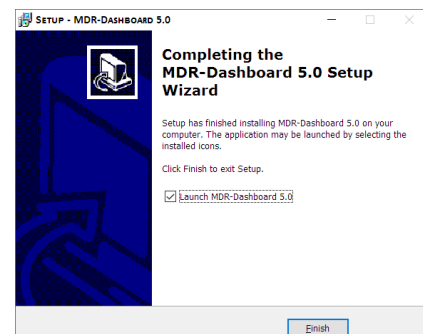 Setup - MDR-Dashboard 5.0
Completing the
MDR-Dashboard 5.0 Setup
Wizard
Setup has finished installing MDR-Dashboard 5.0 on your
computer. The application may be launched by selecting the
installed icons.
Click Finish to exit Setup.
Launch MDR-Dashboard 5.0
Finish